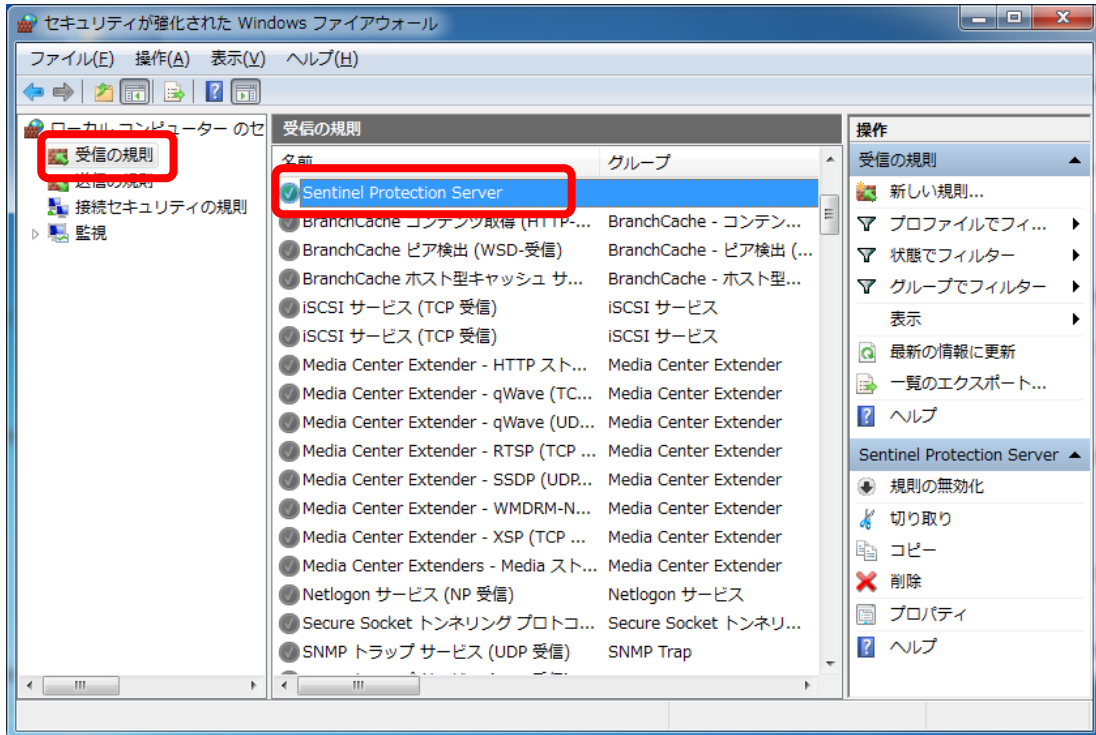 セキュリティが強化された Windows ファイアウォール
ファイル(F) 操作(A) 表示(V) ヘルプ(H)
ローカル コンピューター のセ
受信の規則
送信の規則
接続セキュリティの規則
監視
受信の規則
名前 グループ
Sentinel Protection Server
BranchCache コンテンツ取得 (HTTP-... BranchCache - コンテン...
BranchCache ピア検出 (WSD-受信) BranchCache - ピア検出 (...
BranchCache ホスト型キャッシュ サ... BranchCache - ホスト型...
iSCSI サービス (TCP 受信) iSCSI サービス
iSCSI サービス (TCP 受信) iSCSI サービス
Media Center Extender - HTTP スト... Media Center Extender
Media Center Extender - qWave (TC... Media Center Extender
Media Center Extender - qWave (UD... Media Center Extender
Media Center Extender - RTSP (TCP ... Media Center Extender
Media Center Extender - SSDP (UDP... Media Center Extender
Media Center Extender - WMDRM-N... Media Center Extender
Media Center Extender - XSP (TCP ... Media Center Extender
Media Center Extenders - Media スト... Media Center Extender
Netlogon サービス (NP 受信) Netlogon サービス
Secure Socket トンネリング プロトコ... Secure Socket トンネリ...
SNMP トラップ サービス (UDP 受信) SNMP Trap
操作
受信の規則
新しい規則...
プロファイルでフィ...
状態でフィルター
グループでフィルター
表示
最新の情報に更新
一覧のエクスポート...
ヘルプ
Sentinel Protection Server
規則の無効化
切り取り
コピー
削除
プロパティ
ヘルプ